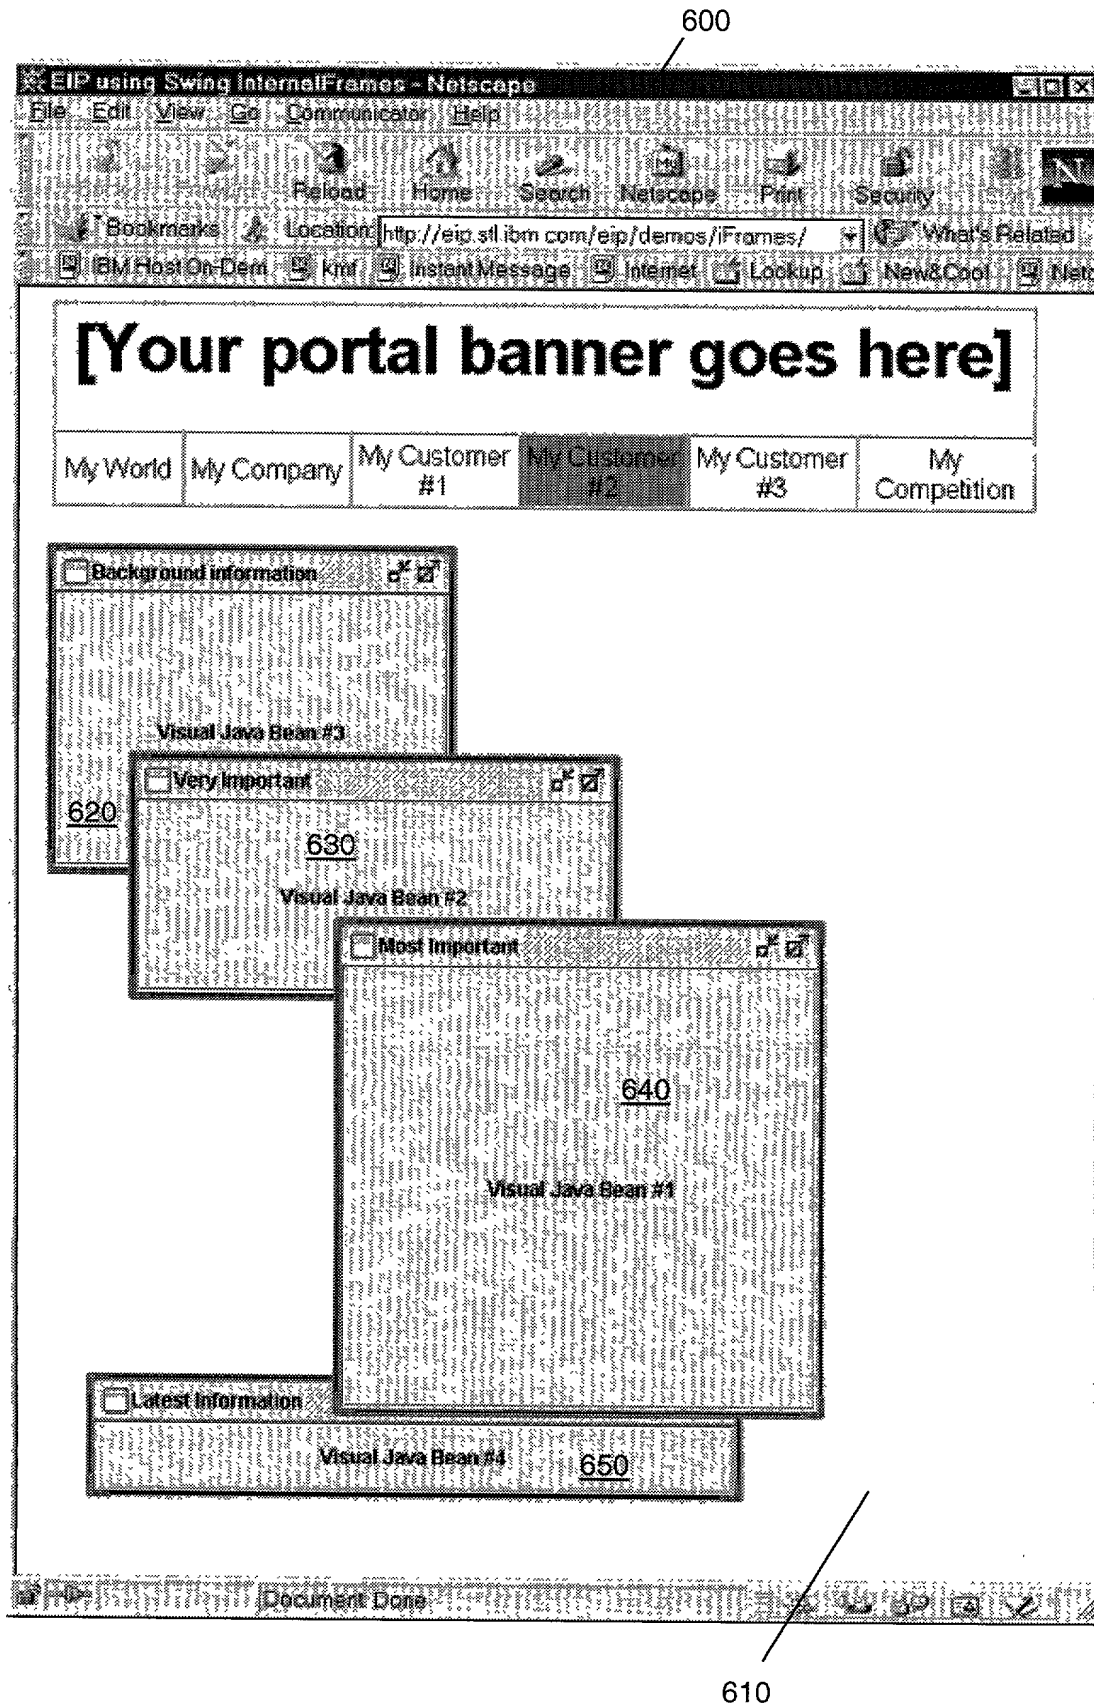 600
EIP using Swing InternalFrames - Netscape
File Edit View Go Communicator Help
Reload Home Search Netscape Print Security
Bookmarks Location: http://eip.stl.ibm.com/eip/demos/iFrames/ What's Related
IBM Host On-Dem kmf Instant Message Internet Lookup New&Cool Netc
[Your portal banner goes here]
My World My Company My Customer #1 My Customer #2 My Customer #3 My Competition
Background information
Visual Java Bean #3
620
Very Important
630
Visual Java Bean #2
Most Important
640
Visual Java Bean #1
Latest Information
Visual Java Bean #4 650
Document Done
610